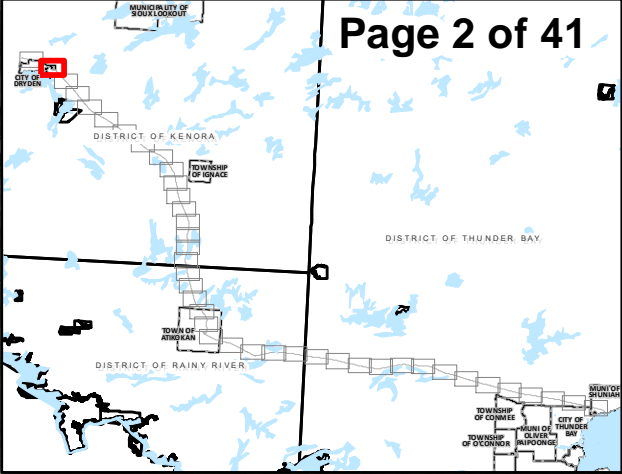 MUNICIPALITY OF
SIOUX LOOKOUT
Page 2 of 41
CITY OF
DRYDEN
DISTRICT OF KENORA
TOWNSHIP
OF IGNACE
DISTRICT OF THUNDER BAY
TOWN OF
ATIKOKAN
DISTRICT OF RAINY RIVER
MUNI OF
SHUNIAH
TOWNSHIP
OF CONMEE
CITY OF
THUNDER
BAY
MUNI OF
OLIVER
PAIPOONGE
TOWNSHIP
OF O'CONNOR